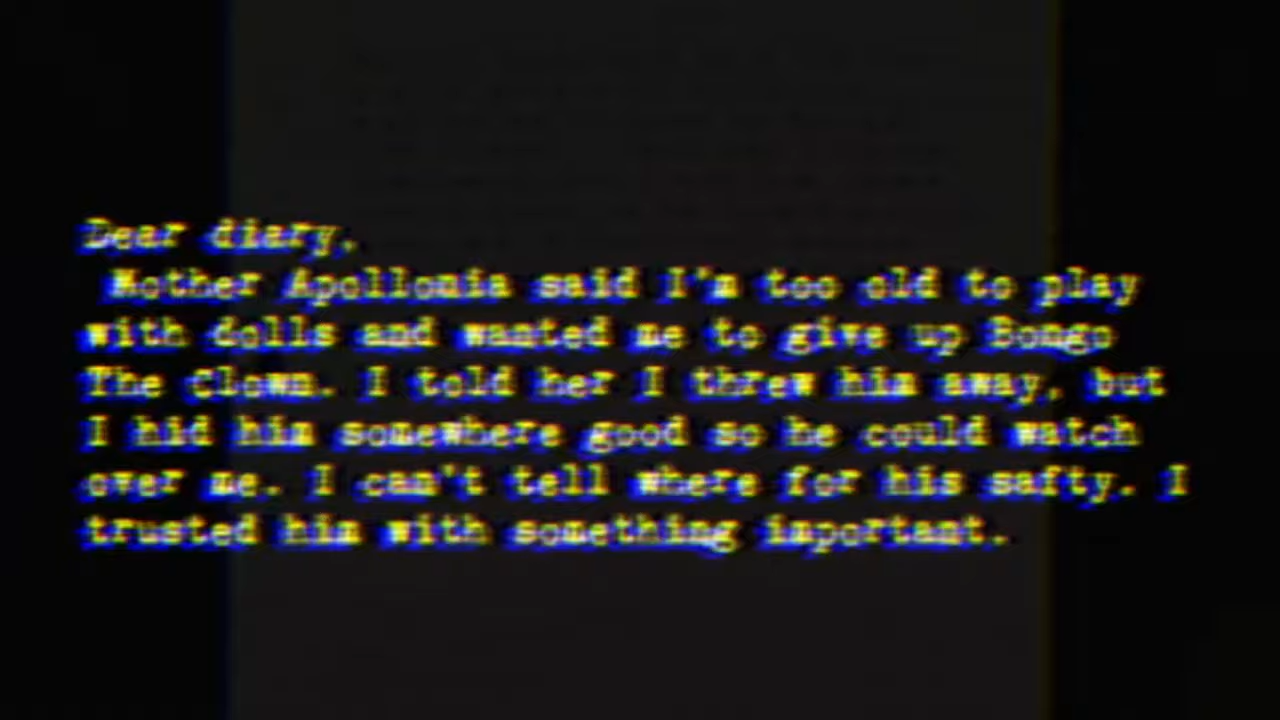 Dear diary,
Mother Apollonia said I'm too old to play
with dolls and wanted me to give up Bongo
The Clown. I told her I threw him away, but
I hid him somewhere good so he could watch
over me. I can't tell where for his safty. I
trusted him with something important.